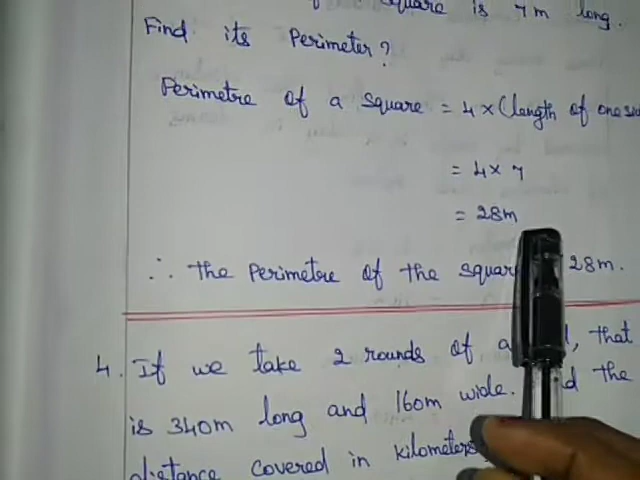 square is 7m long.
Find its Perimeter?
Perimetre of a square = 4 × (length of one
= 4 × 7
= 28m
∴ the Perimetre of the squar 28m.
4. If we take 2 rounds of a , that
is 340m long and 160m wide. the
distance covered in kilometers